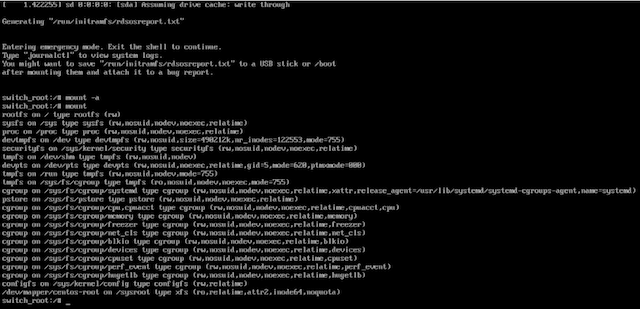 [    1.422255] sd 0:0:0:0: [sda] Assuming drive cache: write through
Generating "/run/initramfs/rdsosreport.txt"
Entering emergency mode. Exit the shell to continue.
Type "journalctl" to view system logs.
You might want to save "/run/initramfs/rdsosreport.txt" to a USB stick or /boot
after mounting them and attach it to a bug report.
switch_root:/# mount -a
switch_root:/# mount
rootfs on / type rootfs (rw)
sysfs on /sys type sysfs (rw,nosuid,nodev,noexec,relatime)
proc on /proc type proc (rw,nosuid,nodev,noexec,relatime)
devtmpfs on /dev type devtmpfs (rw,nosuid,size=490212k,nr_inodes=122553,mode=755)
securityfs on /sys/kernel/security type securityfs (rw,nosuid,nodev,noexec,relatime)
tmpfs on /dev/shm type tmpfs (rw,nosuid,nodev)
devpts on /dev/pts type devpts (rw,nosuid,noexec,relatime,gid=5,mode=620,ptmxmode=000)
tmpfs on /run type tmpfs (rw,nosuid,nodev,mode=755)
tmpfs on /sys/fs/cgroup type tmpfs (ro,nosuid,nodev,noexec,mode=755)
cgroup on /sys/fs/cgroup/systemd type cgroup (rw,nosuid,nodev,noexec,relatime,xattr,release_agent=/usr/lib/systemd/systemd-cgroups-agent,name=systemd)
pstore on /sys/fs/pstore type pstore (rw,nosuid,nodev,noexec,relatime)
cgroup on /sys/fs/cgroup/cpu,cpuacct type cgroup (rw,nosuid,nodev,noexec,relatime,cpuacct,cpu)
cgroup on /sys/fs/cgroup/memory type cgroup (rw,nosuid,nodev,noexec,relatime,memory)
cgroup on /sys/fs/cgroup/freezer type cgroup (rw,nosuid,nodev,noexec,relatime,freezer)
cgroup on /sys/fs/cgroup/net_cls type cgroup (rw,nosuid,nodev,noexec,relatime,net_cls)
cgroup on /sys/fs/cgroup/blkio type cgroup (rw,nosuid,nodev,noexec,relatime,blkio)
cgroup on /sys/fs/cgroup/devices type cgroup (rw,nosuid,nodev,noexec,relatime,devices)
cgroup on /sys/fs/cgroup/cpuset type cgroup (rw,nosuid,nodev,noexec,relatime,cpuset)
cgroup on /sys/fs/cgroup/perf_event type cgroup (rw,nosuid,nodev,noexec,relatime,perf_event)
cgroup on /sys/fs/cgroup/hugetlb type cgroup (rw,nosuid,nodev,noexec,relatime,hugetlb)
configfs on /sys/kernel/config type configfs (rw,relatime)
/dev/mapper/centos-root on /sysroot type xfs (ro,relatime,attr2,inode64,noquota)
switch_root:/# _